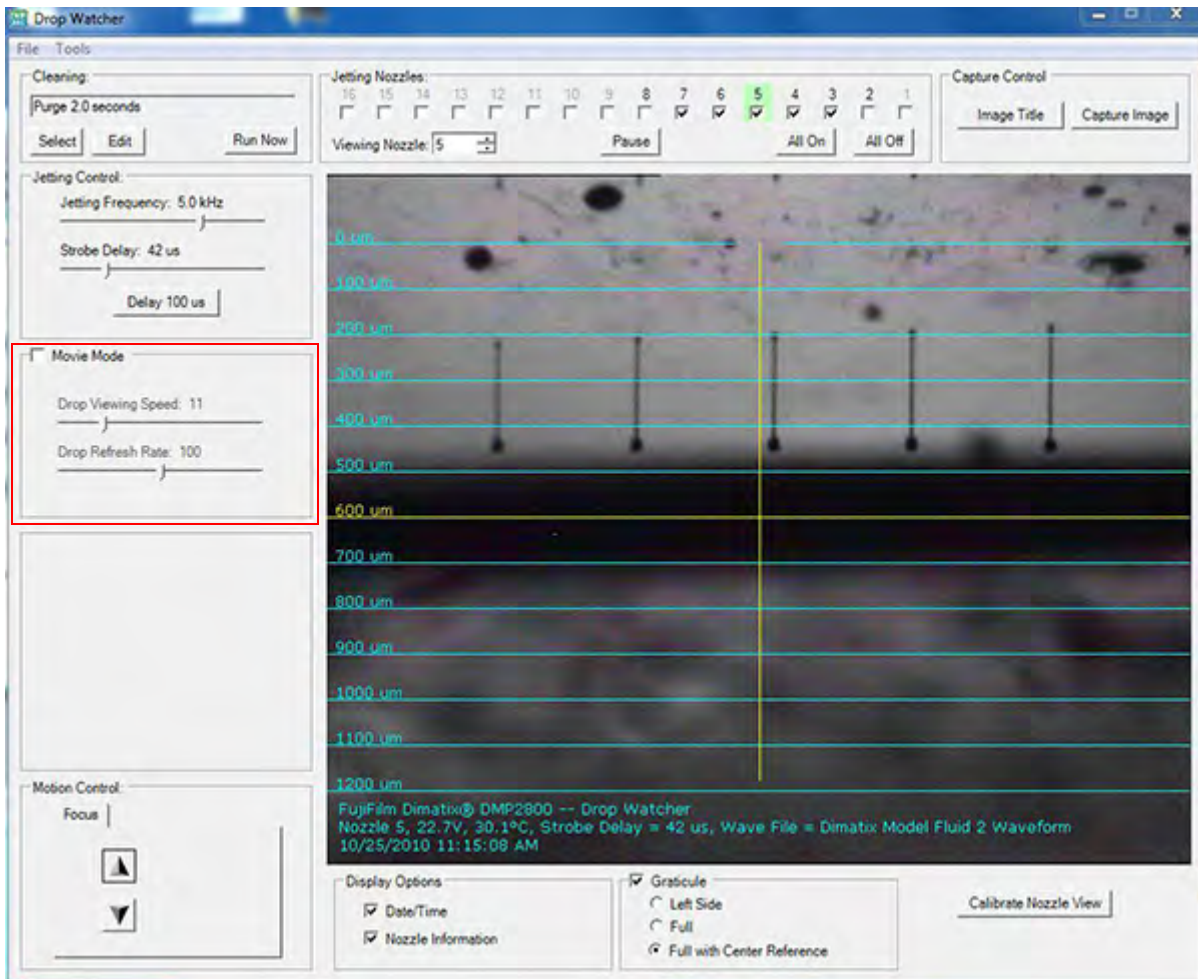 Drop Watcher
File Tools
Cleaning:
Purge 2.0 seconds
Select Edit Run Now
Jetting Nozzles:
16 15 14 13 12 11 10 9 8 7 6 5 4 3 2 1
Viewing Nozzle: 5 Pause All On All Off
Capture Control
Image Title Capture Image
Jetting Control:
Jetting Frequency: 5.0 kHz
Strobe Delay: 42 us
Delay 100 us
Movie Mode
Drop Viewing Speed: 11
Drop Refresh Rate: 100
Motion Control:
Focus
0 um
100 um
200 um
300 um
400 um
500 um
600 um
700 um
800 um
900 um
1000 um
1100 um
1200 um
FujiFilm Dimatix® DMP2800 -- Drop Watcher
Nozzle 5, 22.7V, 30.1°C, Strobe Delay = 42 us, Wave File = Dimatix Model Fluid 2 Waveform
10/25/2010 11:15:08 AM
Display Options
Date/Time
Nozzle Information
Graticule
Left Side
Full
Full with Center Reference
Calibrate Nozzle View